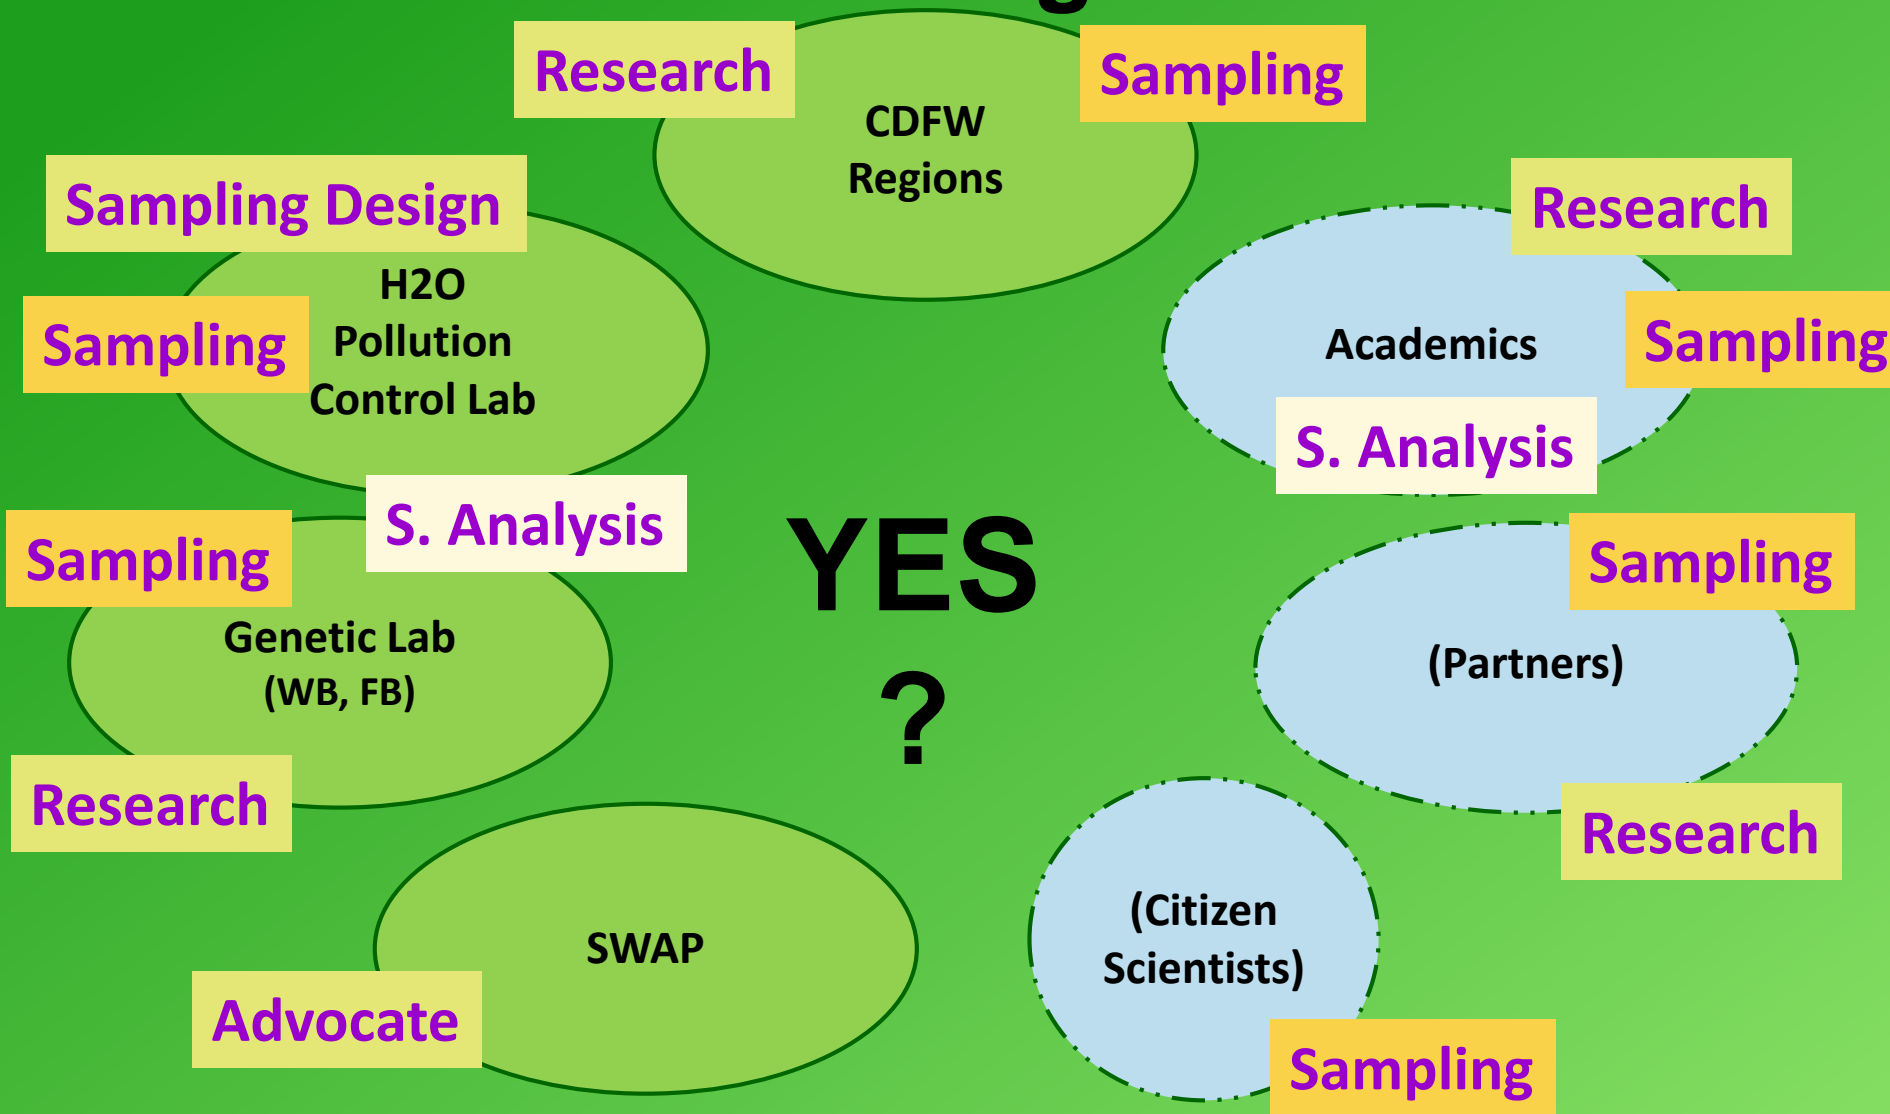 Research
Sampling
CDFW
Regions
Sampling Design
H2O
Pollution
Control Lab
Sampling
Research
Academics
Sampling
S. Analysis
S. Analysis
Sampling
Genetic Lab
(WB, FB)
Research
YES
?
Sampling
(Partners)
Research
SWAP
Advocate
(Citizen
Scientists)
Sampling